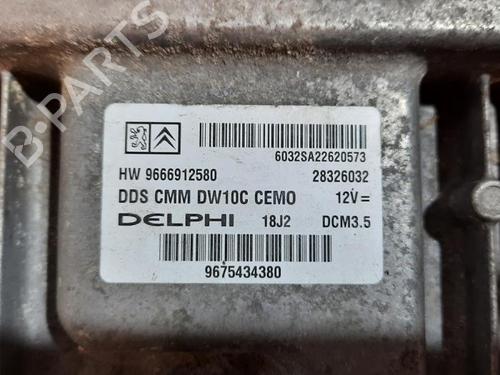 6032SA22620573
HW 9666912580 28326032
DDS CMM DW10C CEMO 12V=
DELPHI 18J2 DCM3.5
9675434380
B-PARTS